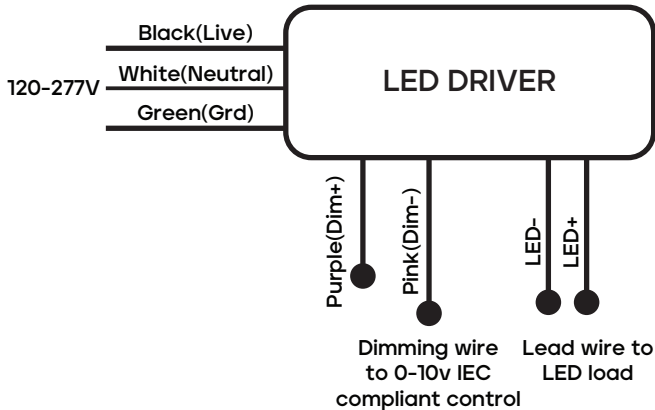 Black(Live)
120-277V
White(Neutral)
Green(Grd)
LED DRIVER
Purple(Dim+)
Pink(Dim-)
LED-
LED+
Dimming wire
to 0-10v IEC
compliant control
Lead wire to
LED load